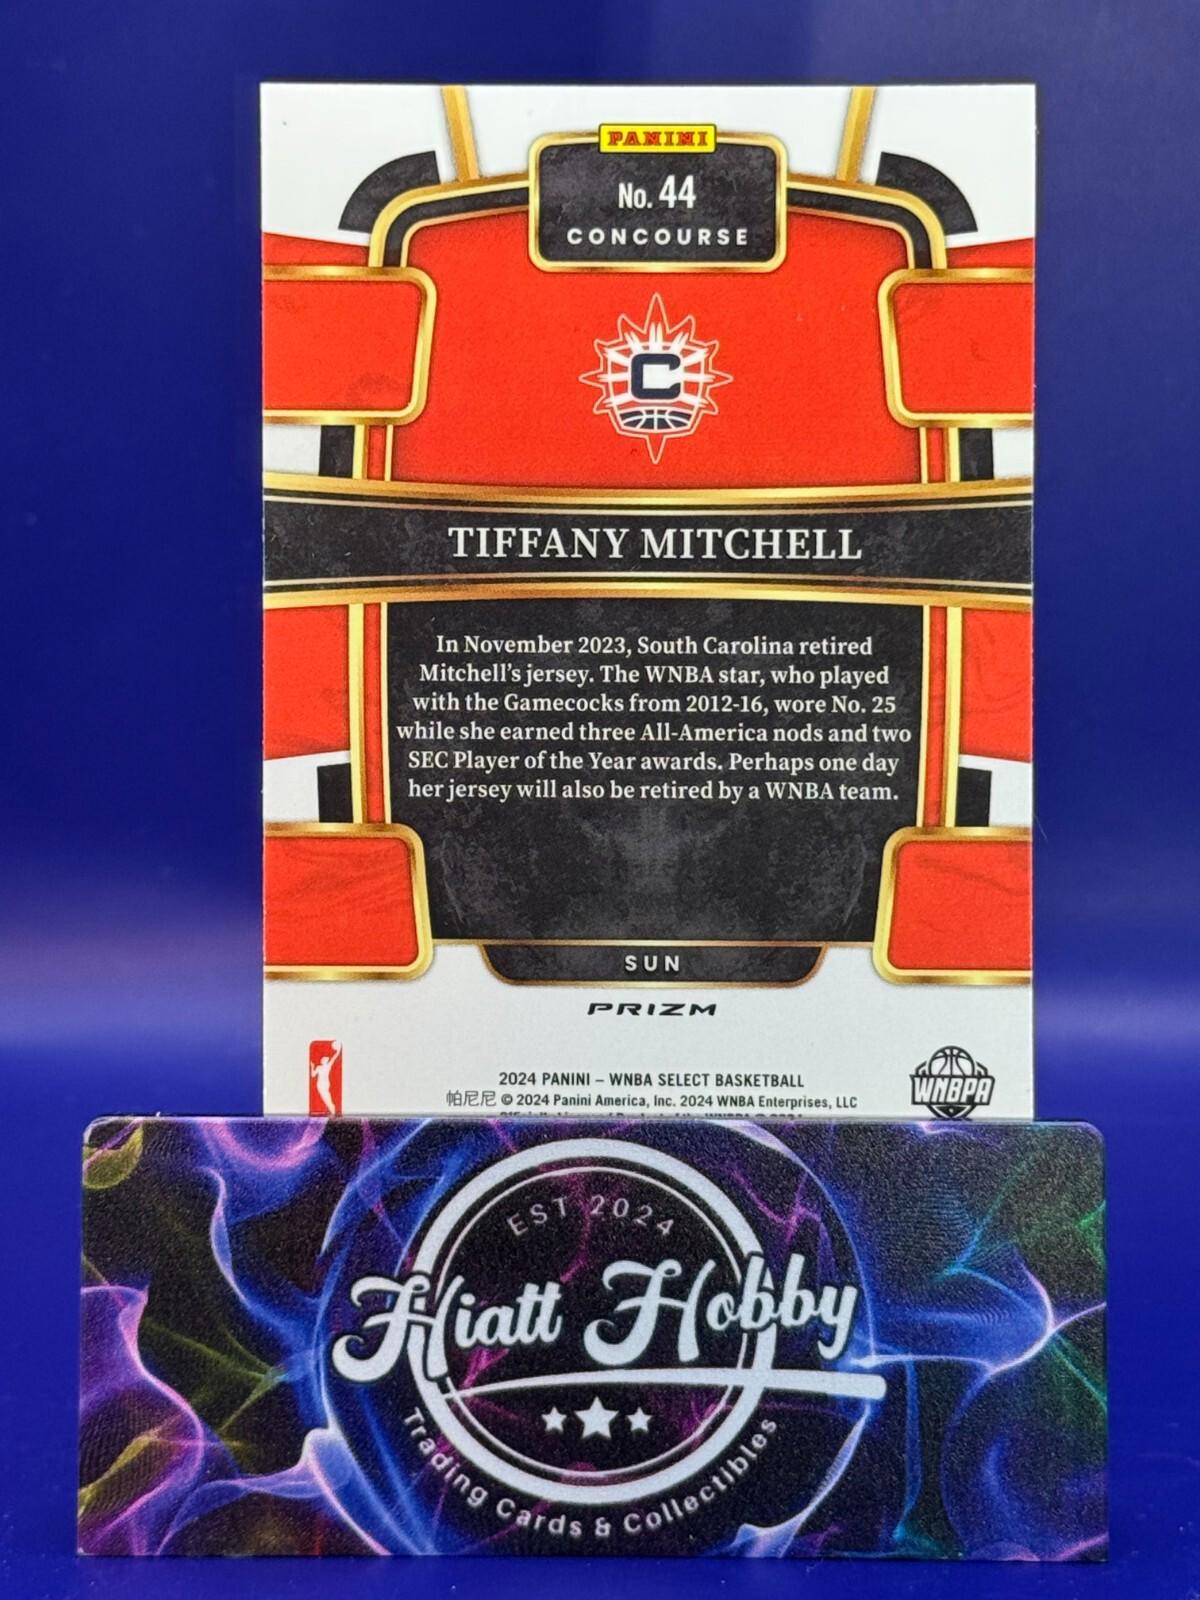 PANINI
No. 44
CONCOURSE
C
TIFFANY MITCHELL
In November 2023, South Carolina retired
Mitchell's jersey. The WNBA star, who played
with the Gamecocks from 2012-16, wore No. 25
while she earned three All-America nods and two
SEC Player of the Year awards. Perhaps one day
her jersey will also be retired by a WNBA team.
SUN
PRIZM
WNBPA
2024 PANINI – WNBA SELECT BASKETBALL
帕尼尼 © 2024 Panini America, Inc. 2024 WNBA Enterprises, LLC
EST 2024
Hiatt Hobby
Trading Cards & Collectibles